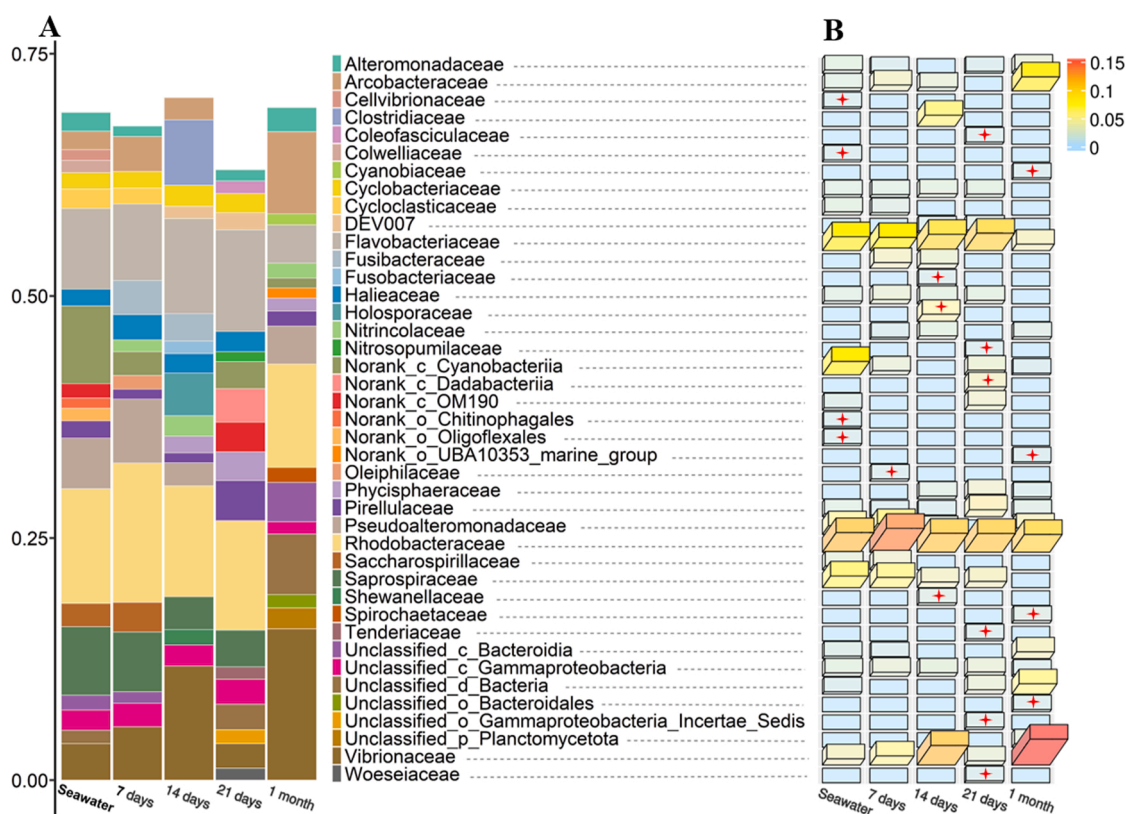 A
B
0.75
0.50
0.25
0.00
Alteromonadaceae
Arcobacteraceae
Cellvibrionaceae
Clostridiaceae
Coleofasciculaceae
Colwelliaceae
Cyanobiaceae
Cyclobacteriaceae
Cycloclasticaceae
DEV007
Flavobacteriaceae
Fusibacteraceae
Fusobacteriaceae
Halieaceae
Holosporaceae
Nitrincolaceae
Nitrosopumilaceae
Norank_c_Cyanobacteriia
Norank_c_Dadabacteriia
Norank_c_OM190
Norank_o_Chitinophagales
Norank_o_Oligoflexales
Norank_o_UBA10353_marine_group
Oleiphilaceae
Phycisphaeraceae
Pirellulaceae
Pseudoalteromonadaceae
Rhodobacteraceae
Saccharospirillaceae
Saprospiraceae
Shewanellaceae
Spirochaetaceae
Tenderiaceae
Unclassified_c_Bacteroidia
Unclassified_c_Gammaproteobacteria
Unclassified_d_Bacteria
Unclassified_o_Bacteroidales
Unclassified_o_Gammaproteobacteria_Incertae_Sedis
Unclassified_p_Planctomycetota
Vibrionaceae
Woeseiaceae
0.15
0.10
0.05
0
Seawater 7 days 14 days 21 days 1 month
Seawater 7 days 14 days 21 days 1 month